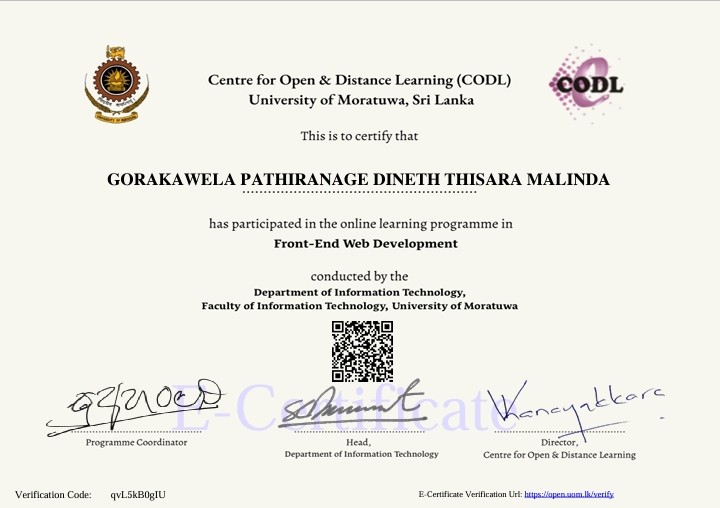 Centre for Open & Distance Learning (CODL)
University of Moratuwa, Sri Lanka
CODL
This is to certify that
GORAKAWELA PATHIRANAGE DINETH THISARA MALINDA
has participated in the online learning programme in
Front-End Web Development
conducted by the
Department of Information Technology,
Faculty of Information Technology, University of Moratuwa
E-Certificate
Programme Coordinator
Head,
Department of Information Technology
Director,
Centre for Open & Distance Learning
Verification Code: qvL5kB0gIU
E-Certificate Verification Url: https://open.uom.lk/verify